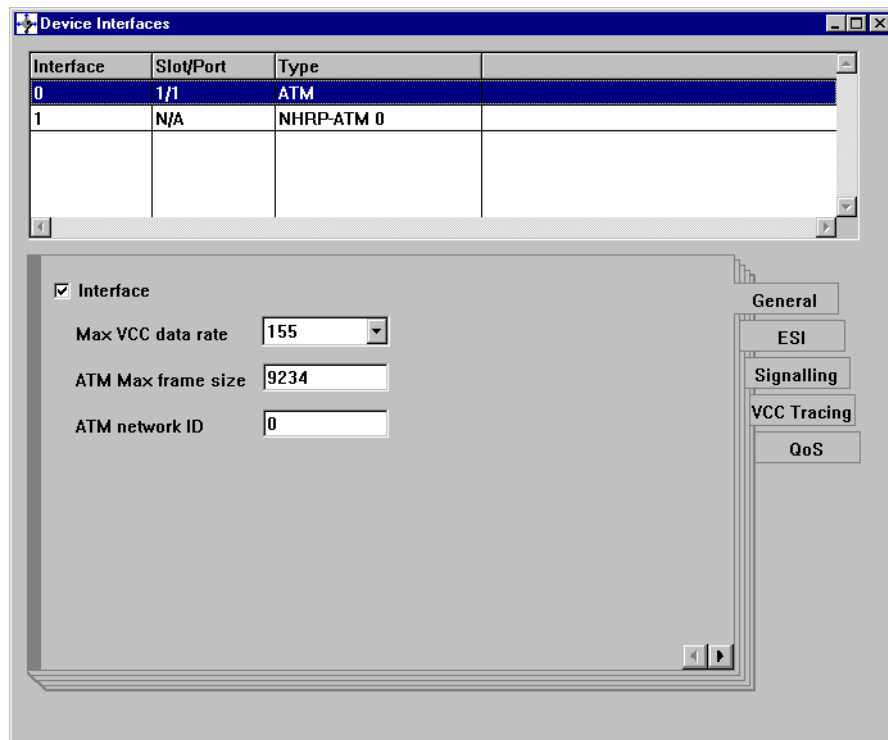 Device Interfaces
Interface Slot/Port Type
0 1/1 ATM
1 N/A NHRP-ATM 0
Interface
Max VCC data rate 155
ATM Max frame size 9234
ATM network ID 0
General
ESI
Signalling
VCC Tracing
QoS